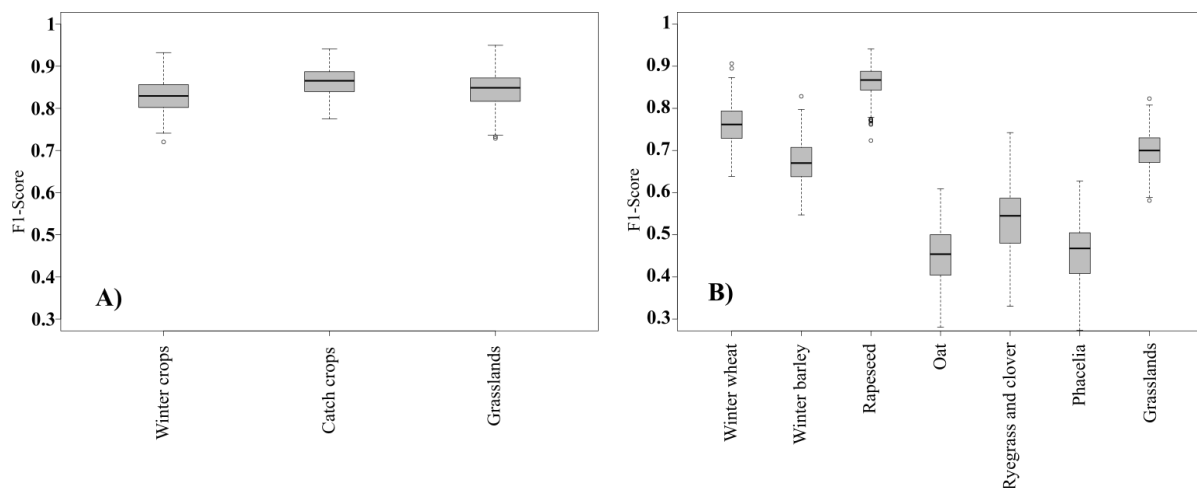 1
0.9
0.8
0.7
0.6
0.5
0.4
0.3
F1-Score
A)
Winter crops
Catch crops
Grasslands
1
0.9
0.8
0.7
0.6
0.5
0.4
0.3
F1-Score
B)
Winter wheat
Winter barley
Rapeseed
Oat
Ryegrass and clover
Phacelia
Grasslands